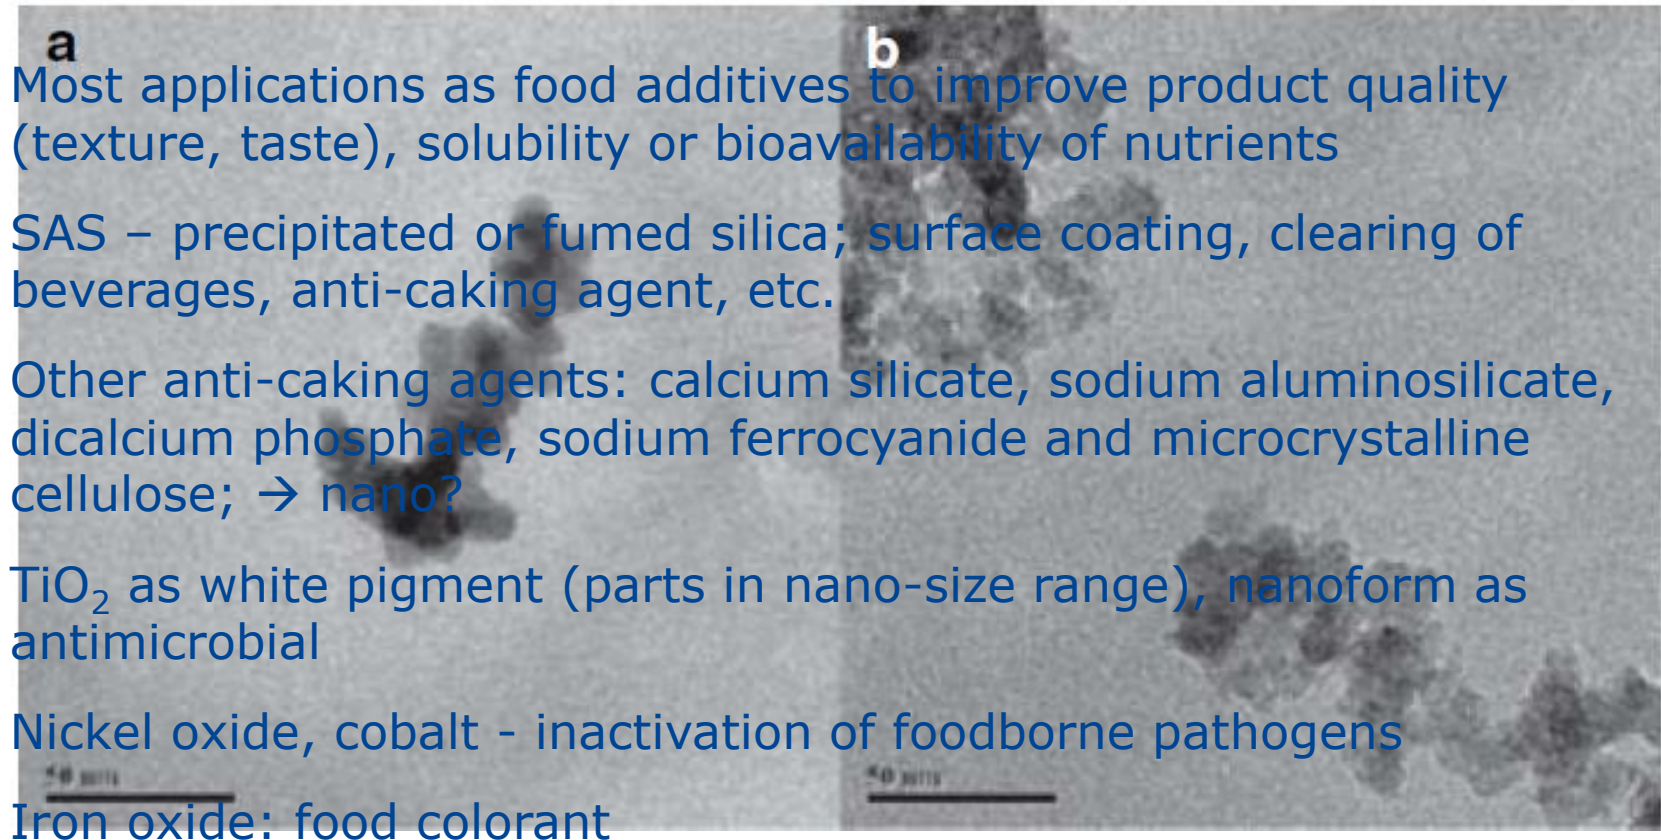 a
b
Most applications as food additives to improve product quality
(texture, taste), solubility or bioavailability of nutrients
SAS – precipitated or fumed silica; surface coating, clearing of
beverages, anti-caking agent, etc.
Other anti-caking agents: calcium silicate, sodium aluminosilicate,
dicalcium phosphate, sodium ferrocyanide and microcrystalline
cellulose; → nano?
TiO₂ as white pigment (parts in nano-size range), nanoform as
antimicrobial
Nickel oxide, cobalt - inactivation of foodborne pathogens
Iron oxide: food colorant